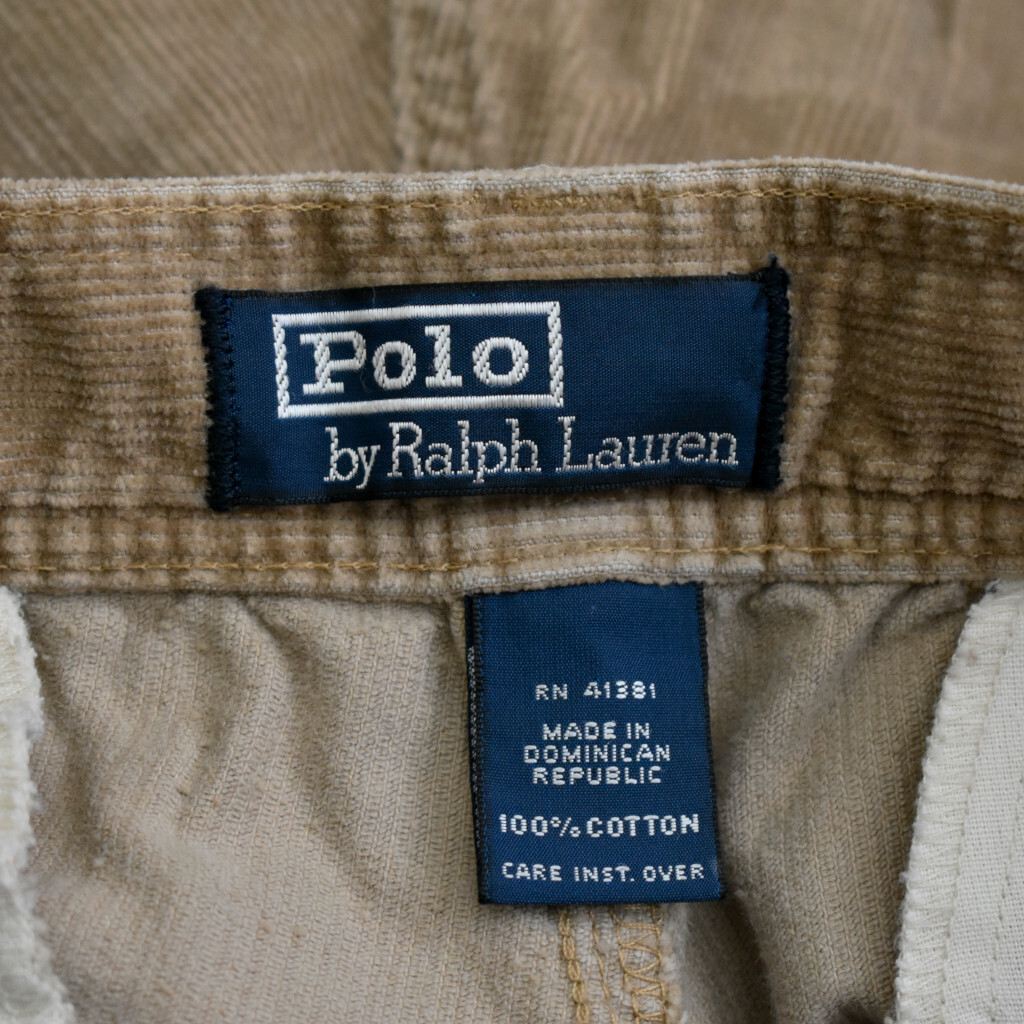 Polo
by Ralph Lauren
RN 41381
MADE IN
DOMINICAN
REPUBLIC
100% COTTON
CARE INST. OVER